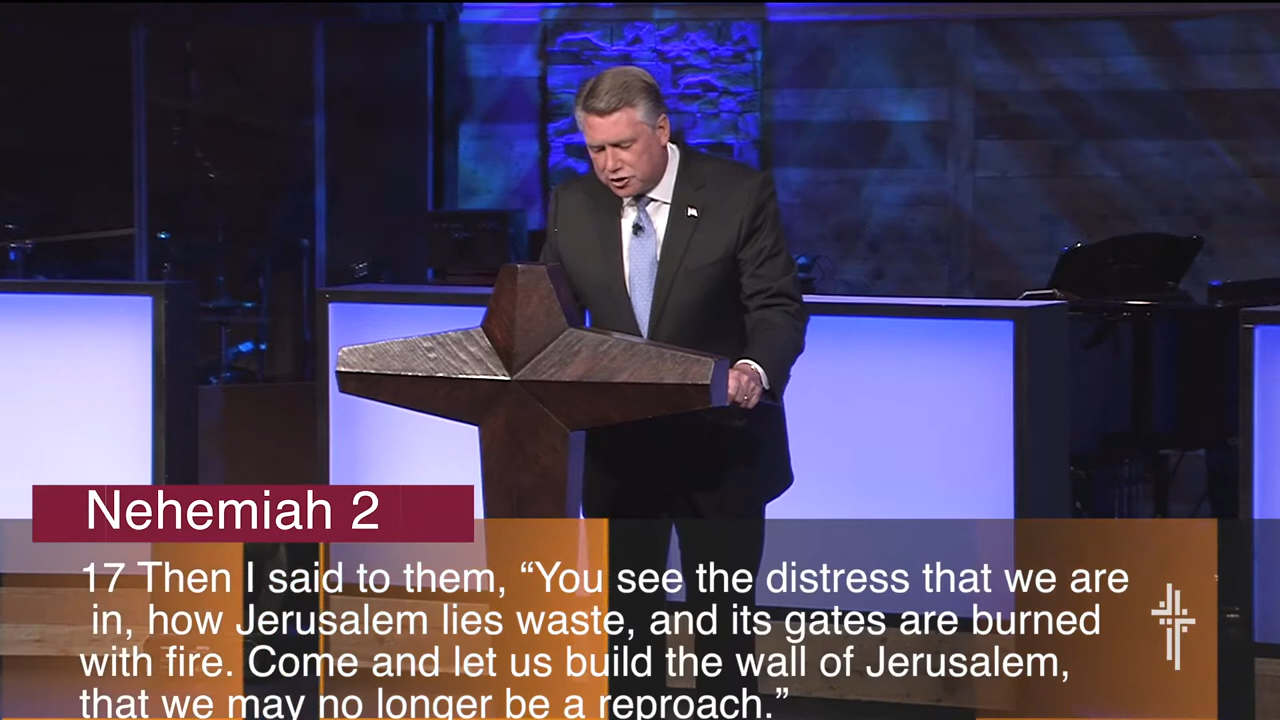 Nehemiah 2
17 Then I said to them, “You see the distress that we are
in, how Jerusalem lies waste, and its gates are burned
with fire. Come and let us build the wall of Jerusalem,
that we may no longer be a reproach.”